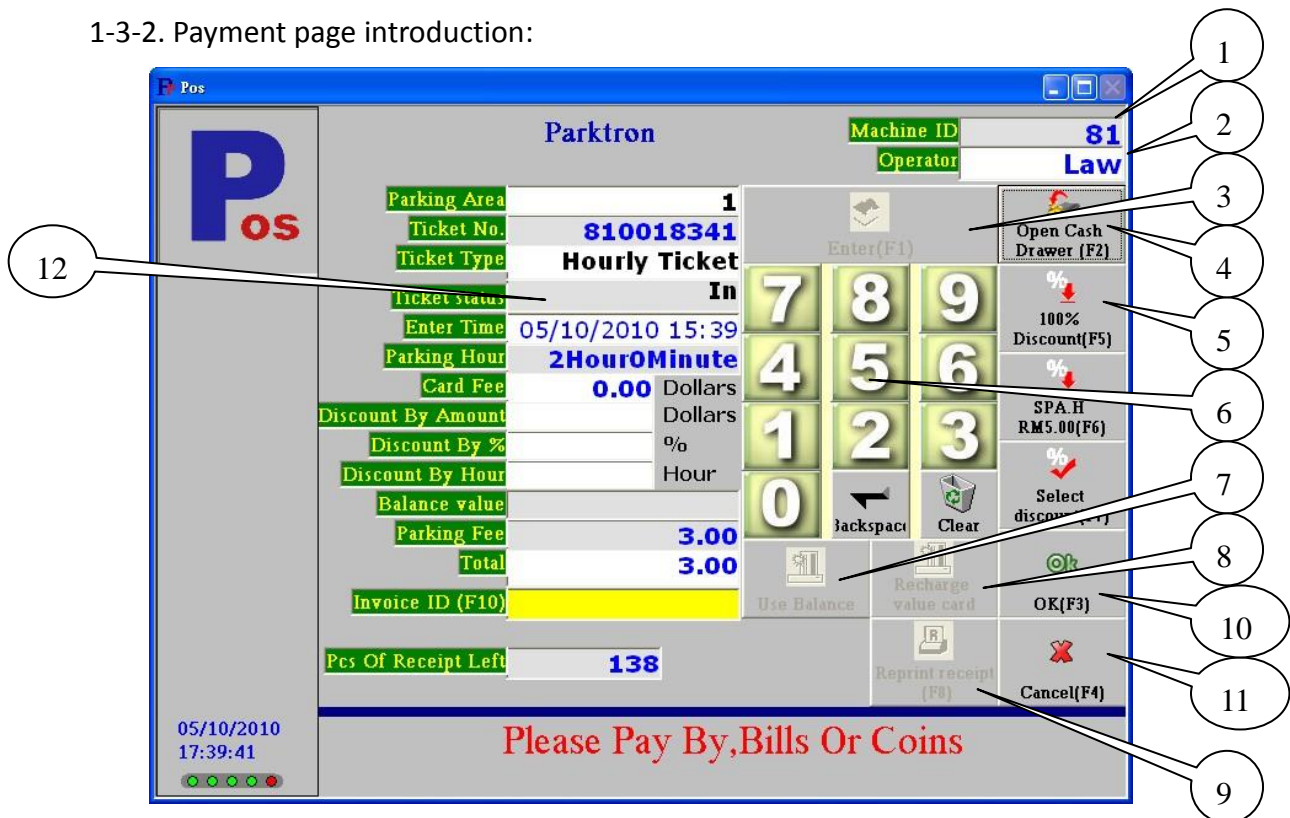 1-3-2. Payment page introduction:
1
Pos
2
Parktron
Machine ID 81
Operator Law
Pos
3
Parking Area 1
Ticket No. 810018341
Ticket Type Hourly Ticket
Enter(F1)
Open Cash
Drawer (F2)
4
12
Ticket status In
7 8 9
%
100%
Discount(F5)
5
Enter Time 05/10/2010 15:39
Parking Hour 2Hour0Minute
Card Fee 0.00 Dollars
4 5 6
%
SPA.H
RM5.00(F6)
6
Discount By Amount Dollars
Discount By % %
Discount By Hour Hour
1 2 3
%
Select
7
Balance value
Parking Fee 3.00
Total 3.00
0 Backspac Clear
8
Invoice ID (F10)
Use Balance
Recharge
value card
Ok
OK(F3)
10
Pcs Of Receipt Left 138
R
Reprint receipt
(F8)
Cancel(F4)
11
05/10/2010
17:39:41
Please Pay By,Bills Or Coins
9